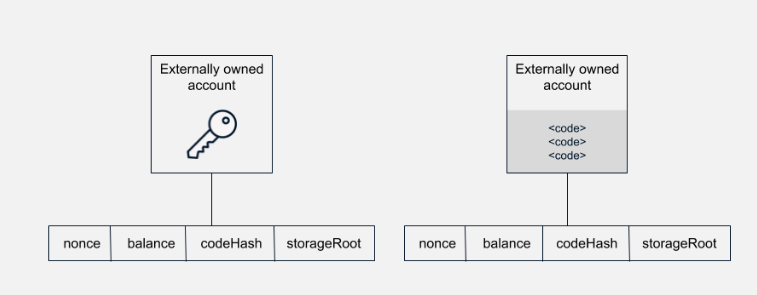 Externally owned
account
nonce
balance
codeHash
storageRoot
Externally owned
account
<code>
<code>
<code>
nonce
balance
codeHash
storageRoot